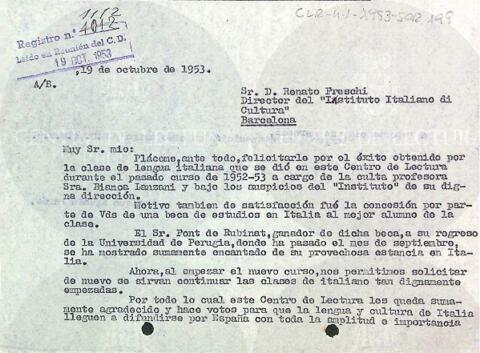 CLR-4-1-1953-SOR 193
1112
Registro n.º 4012
Leído en Reunión del C.D.
19 OCT. 1953
,19 de octubre de 1953.
A/B.
Sr. D. Renato Freschi
Director del "Instituto Italiano di
Cultura"
Barcelona
Muy Sr. mio:
Pláceme,ante todo,felicitarle por el éxito obtenido por
la clase de lengua italiana que se dió en este Centro de Lectura
durante el pasado curso de 1952-53 a cargo de la culta profesora
Sra. Bianca Lanzani y bajo los auspicios del "Instituto" de su dig-
na dirección.
Motivo tambien de satisfacción fué la concesión por par-
te de Vds de una beca de estudios en Italia al mejor alumno de la
clase.
El Sr. Pont de Rubinat,ganador de dicha beca,a su regreso
de la Universidad de Perugia,donde ha pasado el mes de septiembre,
se ha mostrado sumamente encantado de su provechosa estancia en Ita-
lia.
Ahora,al empezar el nuevo curso,nos permitimos solicitar
de nuevo se sirvan continuar las clases de italiano tan dignamente
empezadas.
Por todo lo cual este Centro de Lectura les queda suma-
mente agradecido y hace votos para que la lengua y cultura de Italia
lleguen a difundirse por España con toda la amplitud e importancia